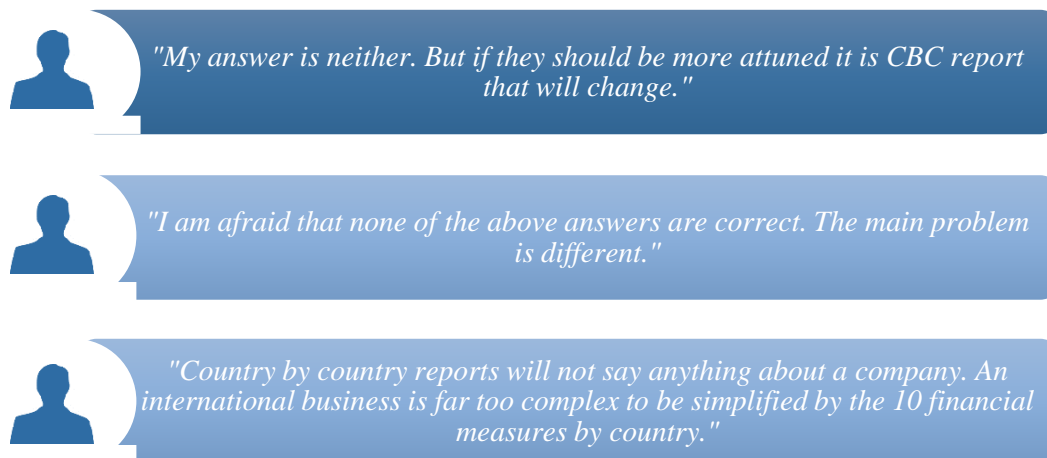 "My answer is neither. But if they should be more attuned it is CBC report
that will change."
"I am afraid that none of the above answers are correct. The main problem
is different."
"Country by country reports will not say anything about a company. An
international business is far too complex to be simplified by the 10 financial
measures by country."